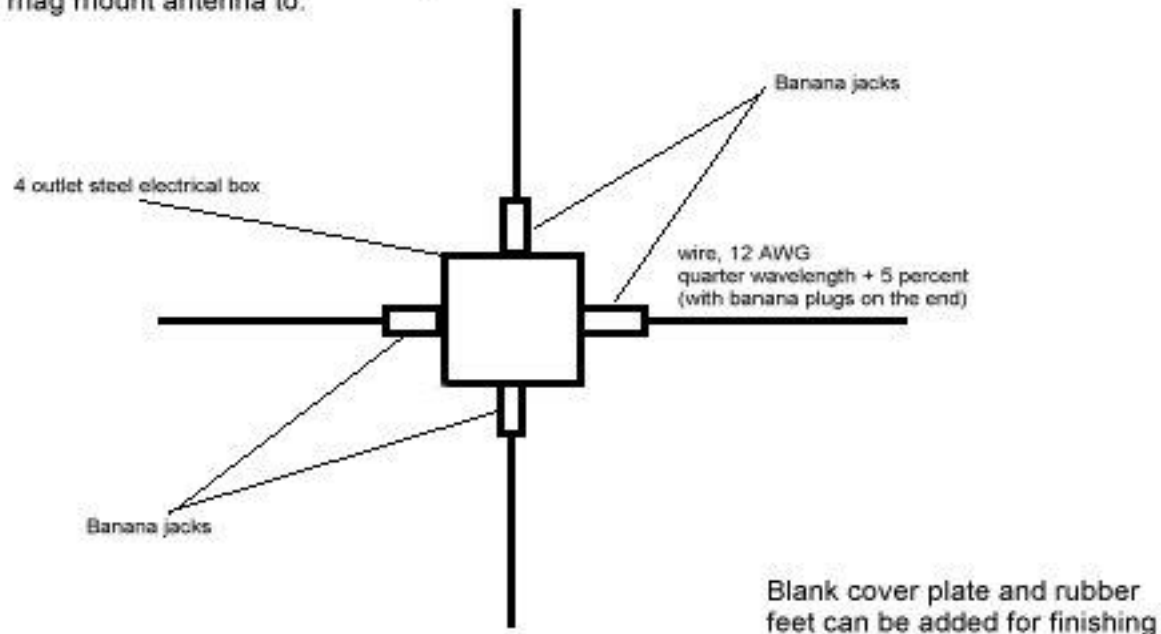 mag mount antenna to.
Banana jacks
4 outlet steel electrical box
wire, 12 AWG
quarter wavelength + 5 percent
(with banana plugs on the end)
Banana jacks
Blank cover plate and rubber
feet can be added for finishing